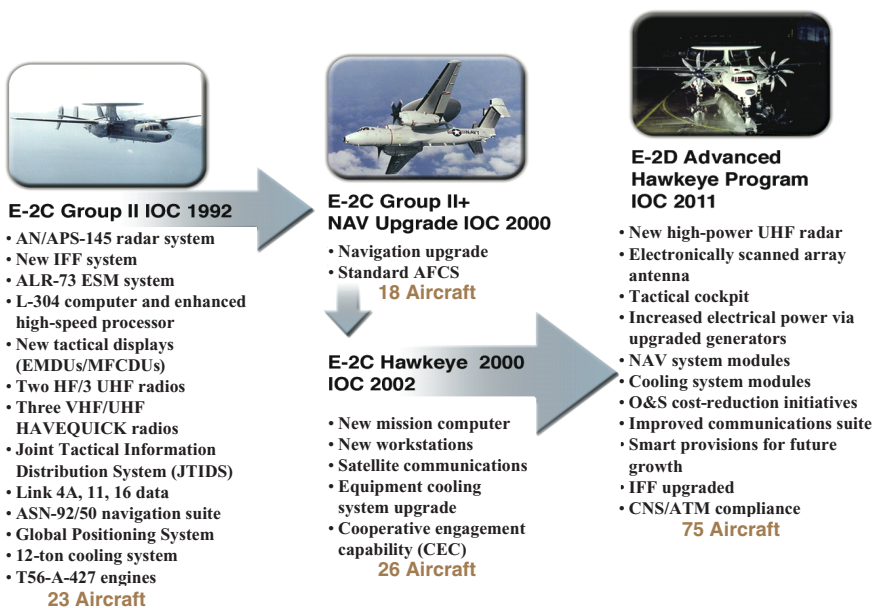 E-2C Group II IOC 1992
• AN/APS-145 radar system
• New IFF system
• ALR-73 ESM system
• L-304 computer and enhanced
high-speed processor
• New tactical displays
(EMDUs/MFCDUs)
• Two HF/3 UHF radios
• Three VHF/UHF
HAVEQUICK radios
• Joint Tactical Information
Distribution System (JTIDS)
• Link 4A, 11, 16 data
• ASN-92/50 navigation suite
• Global Positioning System
• 12-ton cooling system
• T56-A-427 engines
23 Aircraft
E-2C Group II+
NAV Upgrade IOC 2000
• Navigation upgrade
• Standard AFCS
18 Aircraft
E-2C Hawkeye 2000
IOC 2002
• New mission computer
• New workstations
• Satellite communications
• Equipment cooling
system upgrade
• Cooperative engagement
capability (CEC)
26 Aircraft
E-2D Advanced
Hawkeye Program
IOC 2011
• New high-power UHF radar
• Electronically scanned array
antenna
• Tactical cockpit
• Increased electrical power via
upgraded generators
• NAV system modules
• Cooling system modules
• O&S cost-reduction initiatives
• Improved communications suite
• Smart provisions for future
growth
• IFF upgraded
• CNS/ATM compliance
75 Aircraft